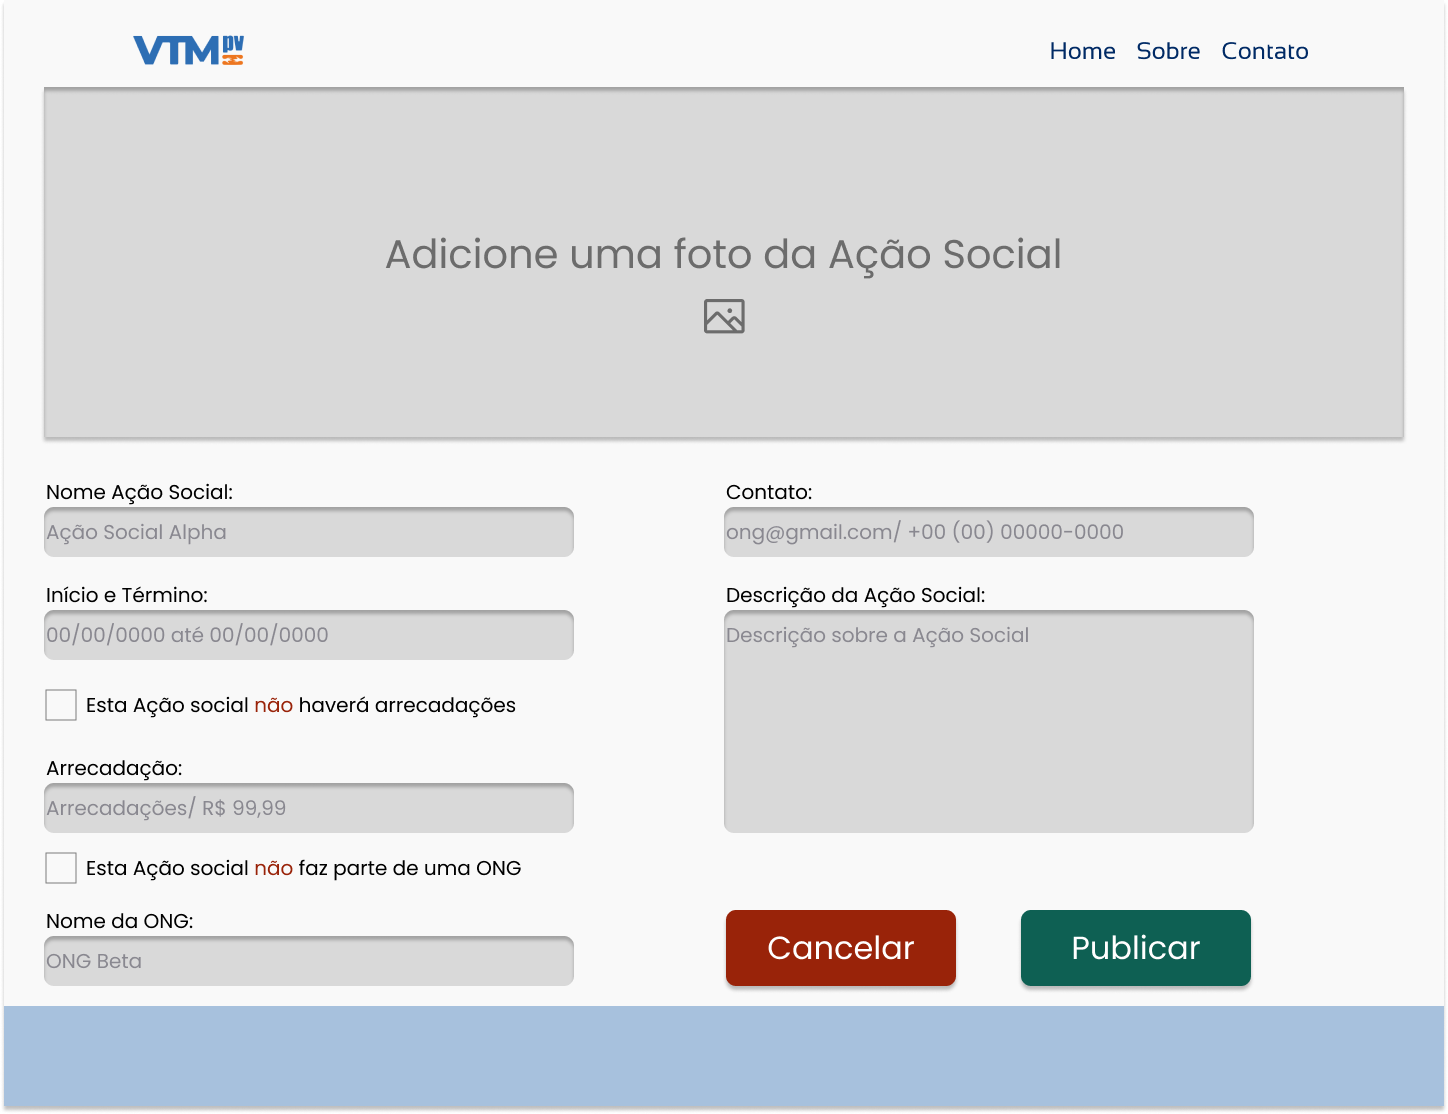 VTM pv
Home Sobre Contato
Adicione uma foto da Ação Social
Nome Ação Social:
Ação Social Alpha
Início e Término:
00/00/0000 até 00/00/0000
Esta Ação social não haverá arrecadações
Arrecadação:
Arrecadações/ R$ 99,99
Esta Ação social não faz parte de uma ONG
Nome da ONG:
ONG Beta
Contato:
ong@gmail.com/ +00 (00) 00000-0000
Descrição da Ação Social:
Descrição sobre a Ação Social
Cancelar Publicar